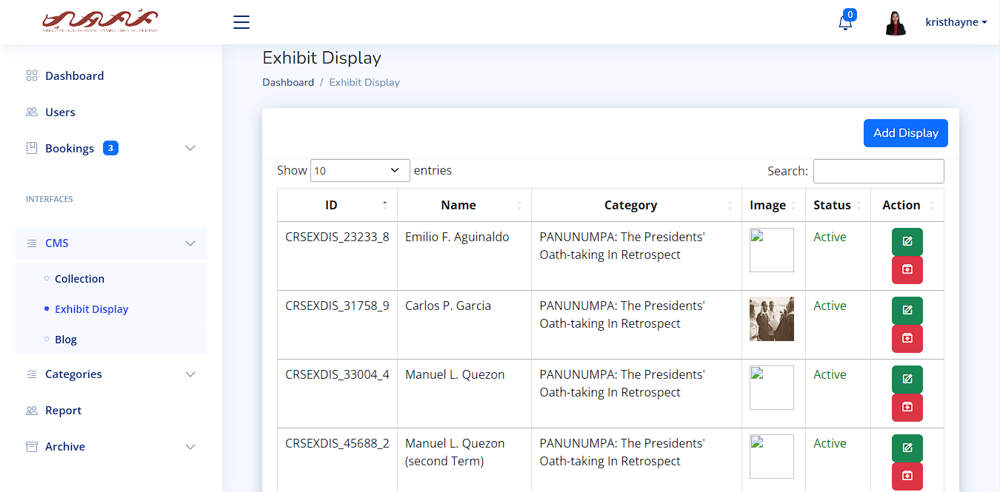 0
kristhayne
Dashboard
Users
Bookings 3
INTERFACES
CMS
Collection
Exhibit Display
Blog
Categories
Report
Archive
Exhibit Display
Dashboard / Exhibit Display
Add Display
Show 10 entries
Search:
ID Name Category Image Status Action
CRSEXDIS_23233_8 Emilio F. Aguinaldo PANUNUMPA: The Presidents' Active
Oath-taking In Retrospect
CRSEXDIS_31758_9 Carlos P. Garcia PANUNUMPA: The Presidents' Active
Oath-taking In Retrospect
CRSEXDIS_33004_4 Manuel L. Quezon PANUNUMPA: The Presidents' Active
Oath-taking In Retrospect
CRSEXDIS_45688_2 Manuel L. Quezon PANUNUMPA: The Presidents' Active
(second Term) Oath-taking In Retrospect